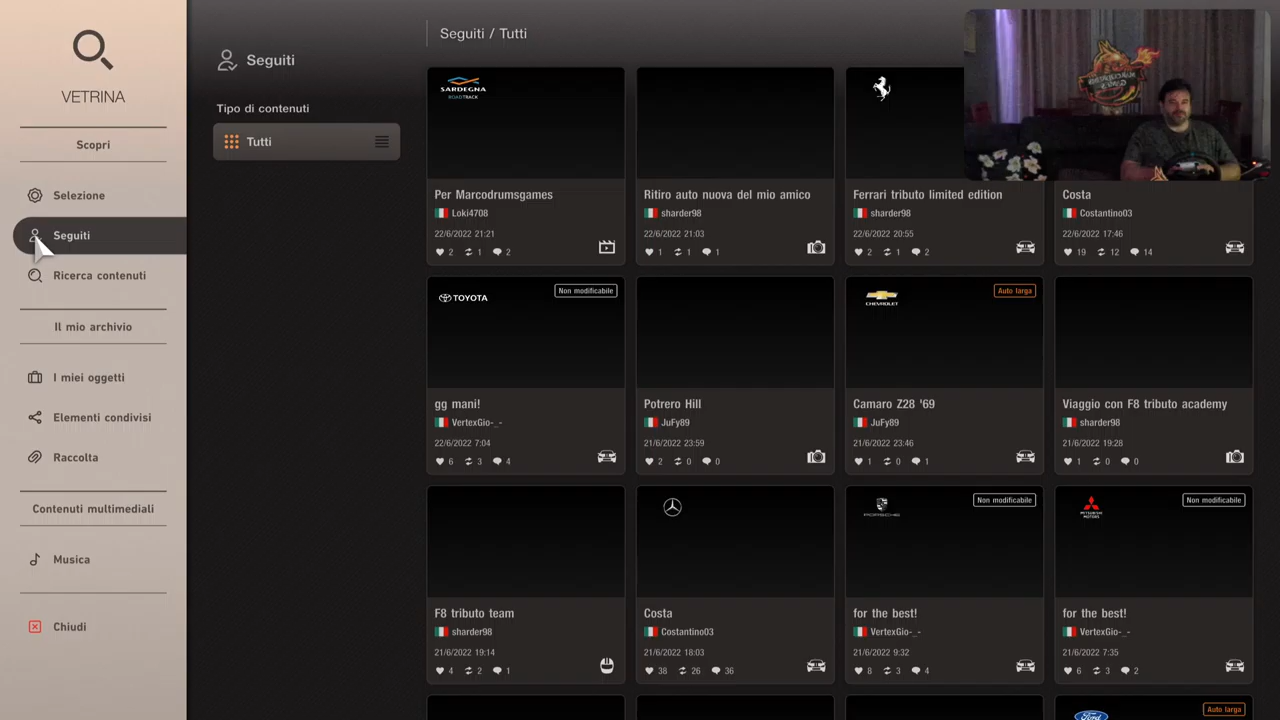 VETRINA
Scopri
Selezione
Seguiti
Ricerca contenuti
Il mio archivio
I miei oggetti
Elementi condivisi
Raccolta
Contenuti multimediali
Musica
Chiudi
Seguiti
Tipo di contenuti
Tutti
Seguiti / Tutti
SARDEGNA
ROAD TRACK
Per Marcodrumsgames
Loki4708
22/6/2022 21:21
2 1 2
Ritiro auto nuova del mio amico
sharder98
22/6/2022 21:03
1 1 1
Ferrari tributo limited edition
sharder98
22/6/2022 20:55
2 1 2
Costa
Costantino03
22/6/2022 17:46
19 12 14
TOYOTA
Non modificabile
gg mani!
VertexGio-_-
22/6/2022 7:04
6 3 4
Potrero Hill
JuFy89
21/6/2022 23:59
2 0 0
CHEVROLET
Auto larga
Camaro Z28 '69
JuFy89
21/6/2022 23:46
1 0 1
Viaggio con F8 tributo academy
sharder98
21/6/2022 19:28
1 0 0
F8 tributo team
sharder98
21/6/2022 19:14
4 2 1
Costa
Costantino03
21/6/2022 18:03
38 26 36
PORSCHE
Non modificabile
for the best!
VertexGio-_-
21/6/2022 9:32
8 3 4
MITSUBISHI
MOTORS
Non modificabile
for the best!
VertexGio-_-
21/6/2022 7:35
6 3 2
Ford
Auto larga